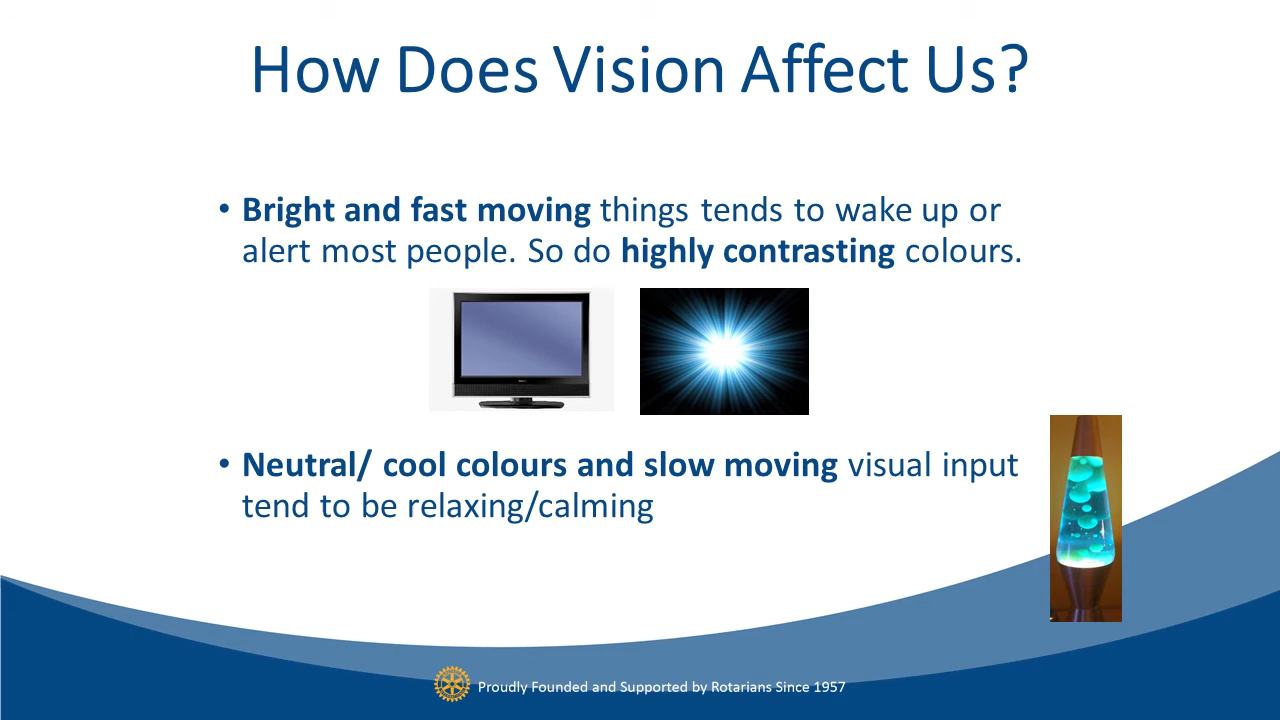 How Does Vision Affect Us?
• Bright and fast moving things tends to wake up or
alert most people. So do highly contrasting colours.
• Neutral/ cool colours and slow moving visual input
tend to be relaxing/calming
Proudly Founded and Supported by Rotarians Since 1957